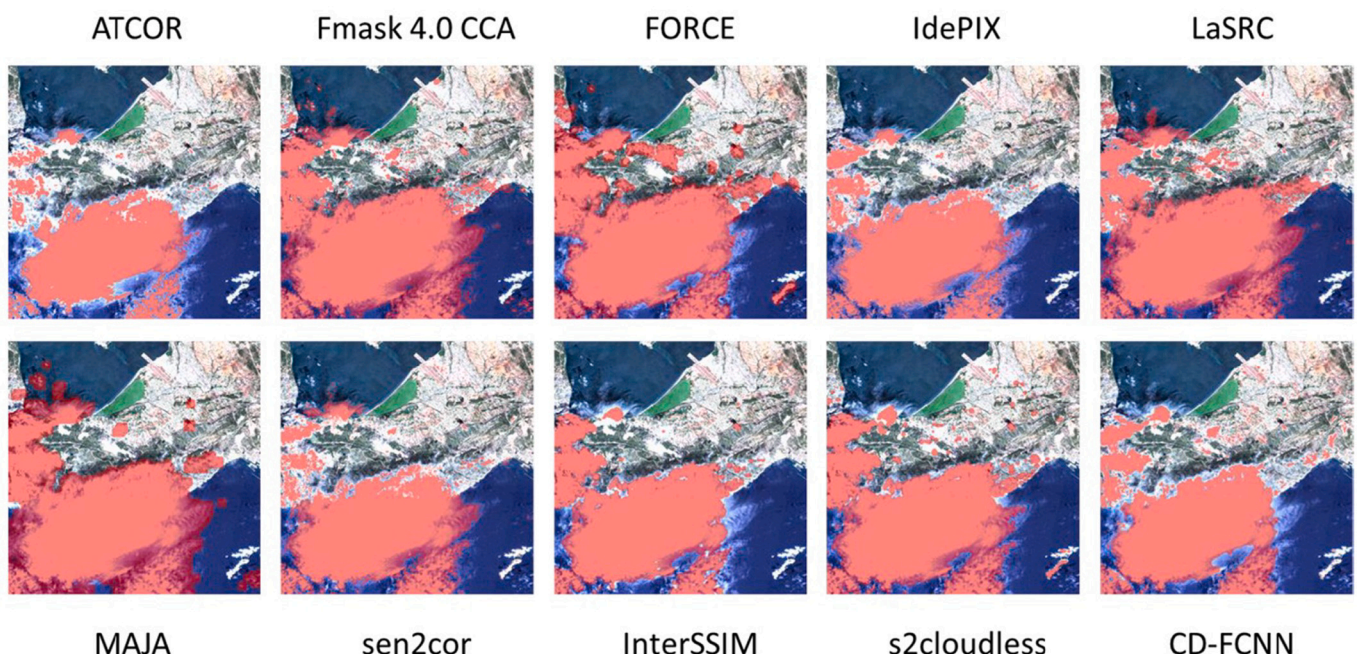 ATCOR Fmask 4.0 CCA FORCE IdePIX LaSRC
MAJA sen2cor InterSSIM s2cloudless CD-FCNN